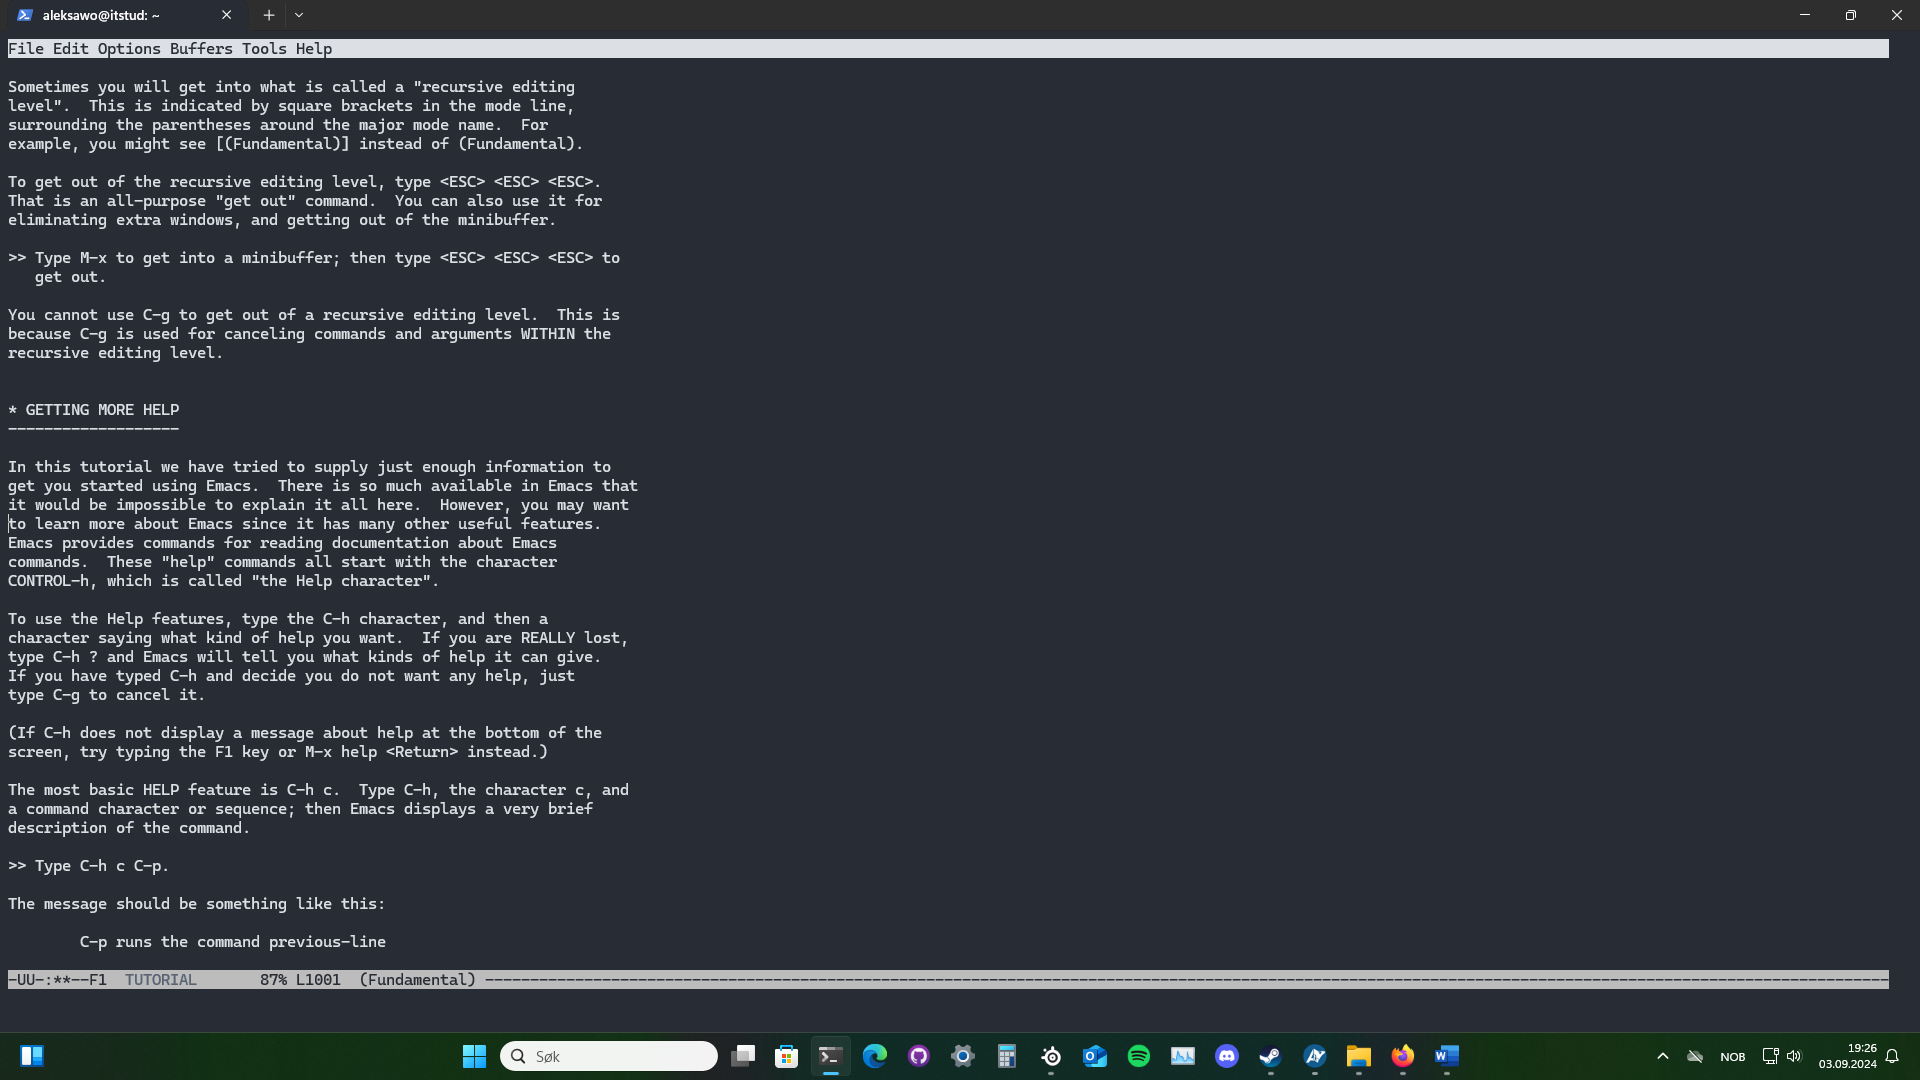 aleksawo@itstud: ~
File Edit Options Buffers Tools Help
Sometimes you will get into what is called a "recursive editing
level".  This is indicated by square brackets in the mode line,
surrounding the parentheses around the major mode name.  For
example, you might see [(Fundamental)] instead of (Fundamental).
To get out of the recursive editing level, type <ESC> <ESC> <ESC>.
That is an all-purpose "get out" command.  You can also use it for
eliminating extra windows, and getting out of the minibuffer.
>> Type M-x to get into a minibuffer; then type <ESC> <ESC> <ESC> to
   get out.
You cannot use C-g to get out of a recursive editing level.  This is
because C-g is used for canceling commands and arguments WITHIN the
recursive editing level.
* GETTING MORE HELP
-------------------
In this tutorial we have tried to supply just enough information to
get you started using Emacs.  There is so much available in Emacs that
it would be impossible to explain it all here.  However, you may want
to learn more about Emacs since it has many other useful features.
Emacs provides commands for reading documentation about Emacs
commands.  These "help" commands all start with the character
CONTROL-h, which is called "the Help character".
To use the Help features, type the C-h character, and then a
character saying what kind of help you want.  If you are REALLY lost,
type C-h ? and Emacs will tell you what kinds of help it can give.
If you have typed C-h and decide you do not want any help, just
type C-g to cancel it.
(If C-h does not display a message about help at the bottom of the
screen, try typing the F1 key or M-x help <Return> instead.)
The most basic HELP feature is C-h c.  Type C-h, the character c, and
a command character or sequence; then Emacs displays a very brief
description of the command.
>> Type C-h c C-p.
The message should be something like this:
        C-p runs the command previous-line
-UU-:**--F1  TUTORIAL       87% L1001  (Fundamental) ------------------------------------------------------------
Søk
NOB
19:26
03.09.2024